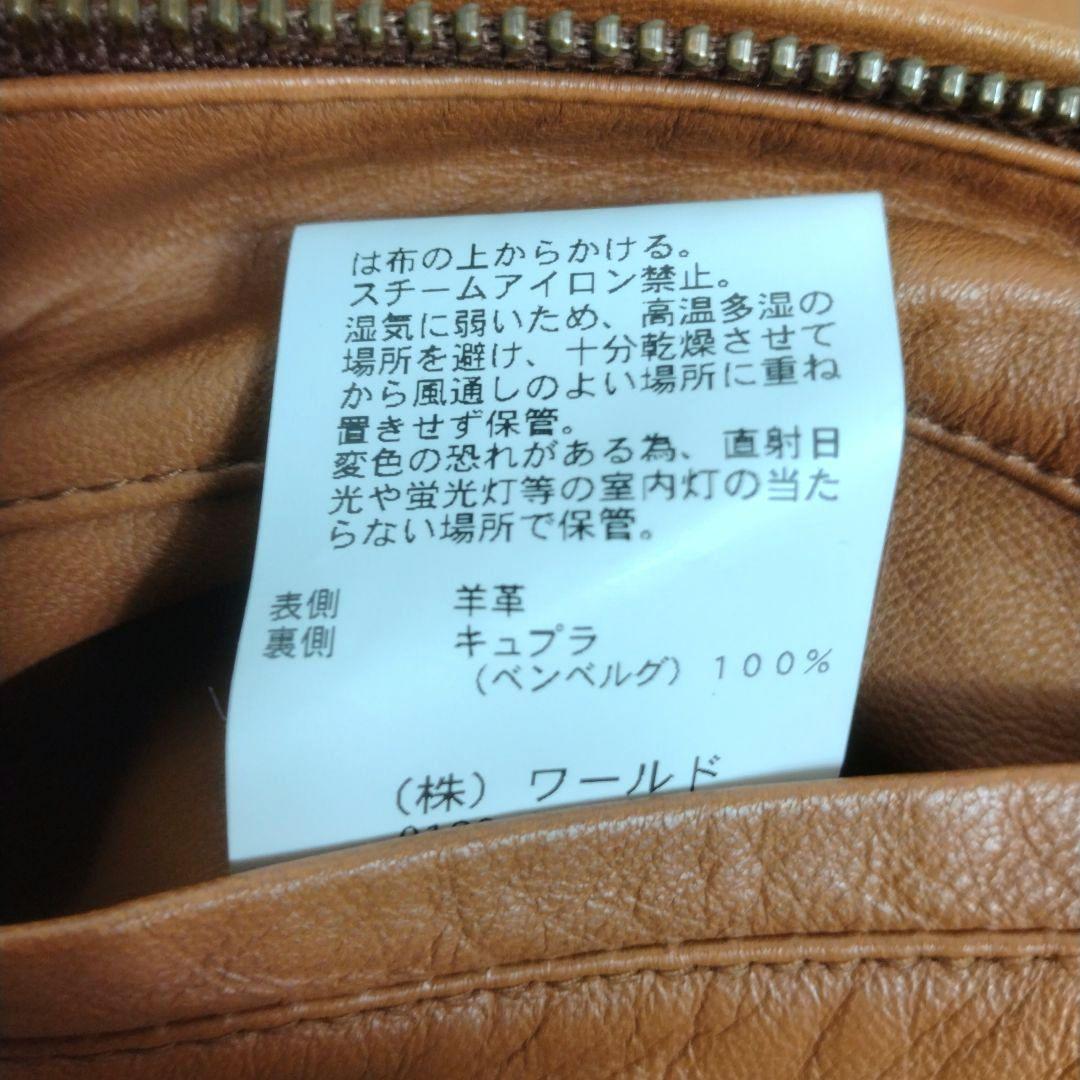 は布の上からかける。
スチームアイロン禁止。
湿気に弱いため、高温多湿の
場所を避け、十分乾燥させて
から風通しのよい場所に重ね
置きせず保管。
変色の恐れがある為、直射日
光や蛍光灯等の室内灯の当た
らない場所で保管。
表側 羊革
裏側 キュプラ
（ベンベルグ）１００％
（株）ワールド